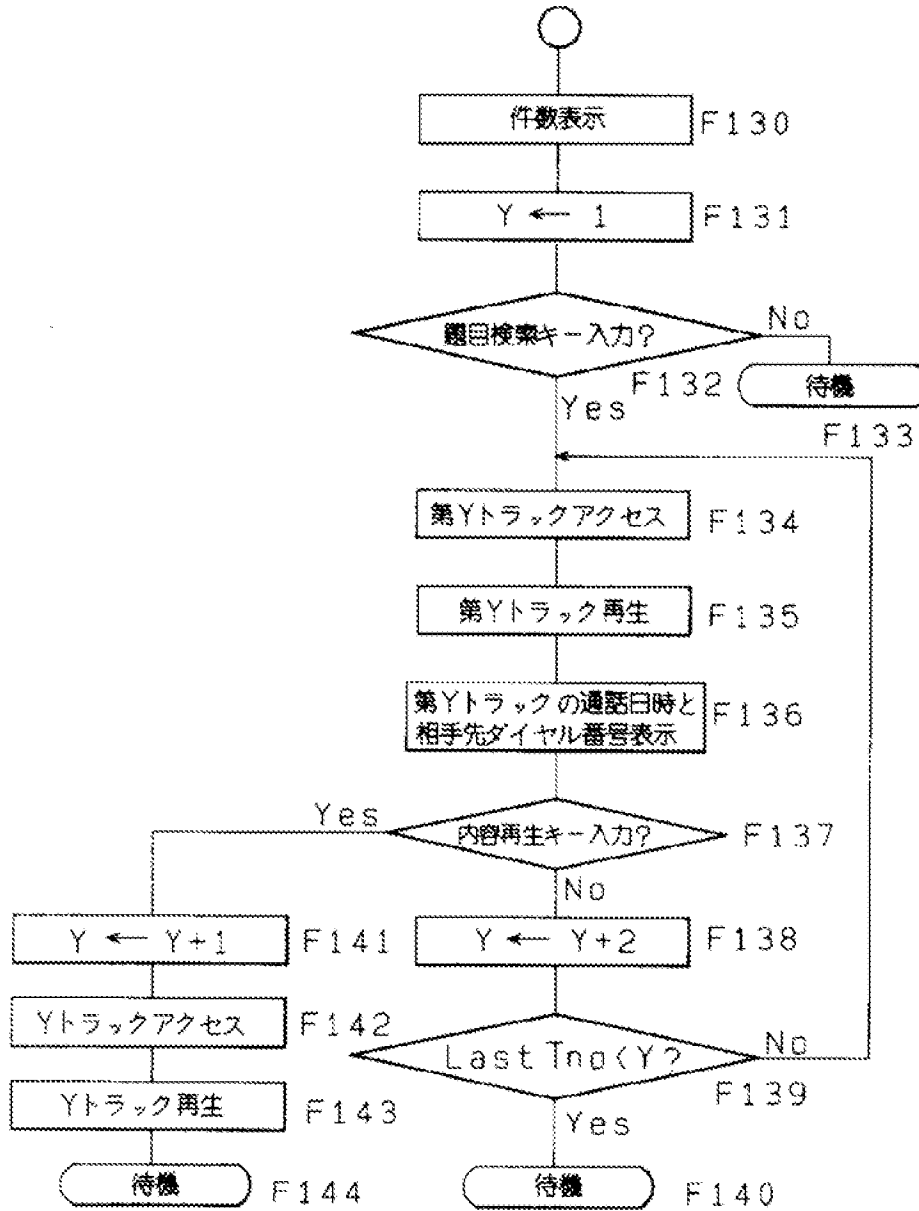 件数表示 F130
Y ← 1 F131
題目検索キー入力? No
F132 待機
Yes
F133
第Yトラックアクセス F134
第Yトラック再生 F135
第Yトラックの通話日時と
相手先ダイヤル番号表示 F136
Yes 内容再生キー入力? F137
No
Y ← Y+1 F141 Y ← Y+2 F138
Yトラックアクセス F142
Last Tno<Y? No
F139
Yトラック再生 F143
Yes
待機 F144 待機 F140